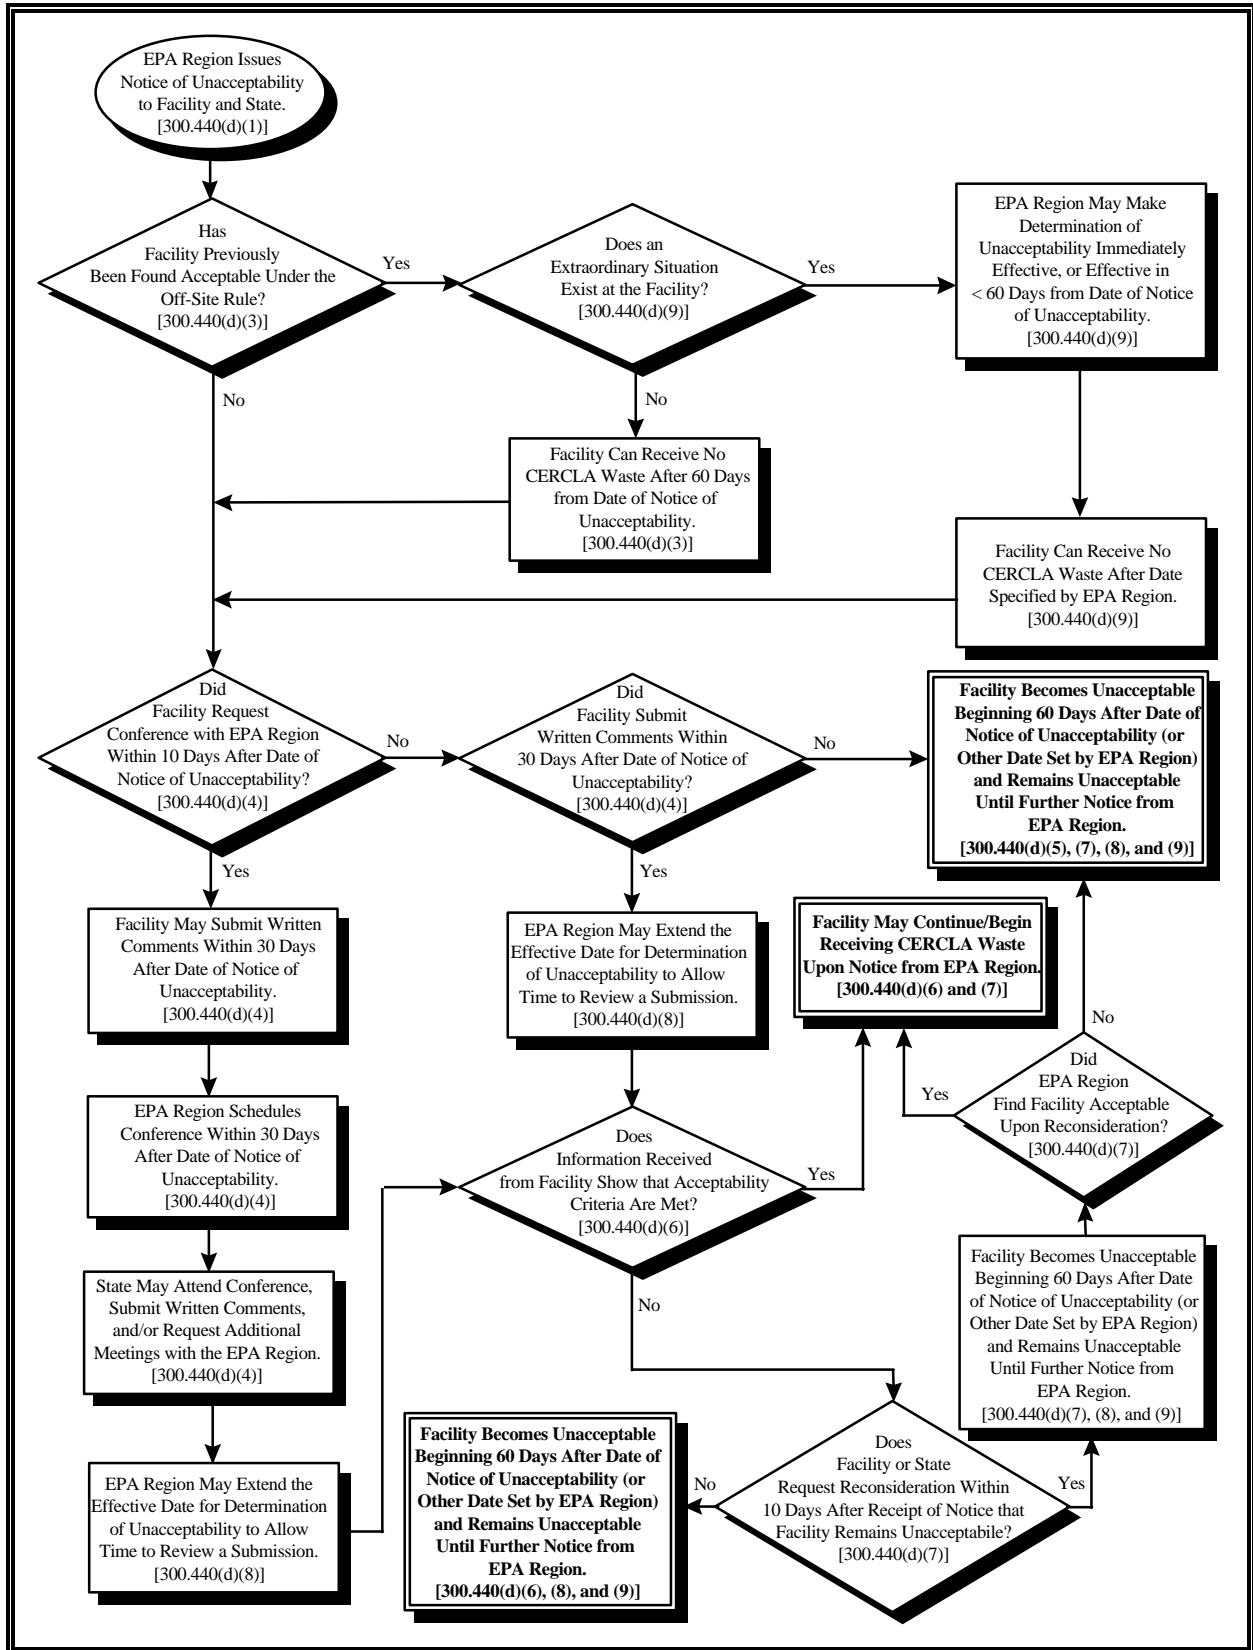 EPA Region Issues
Notice of Unacceptability
to Facility and State.
[300.440(d)(1)]
Has
Facility Previously
Been Found Acceptable Under the
Off-Site Rule?
[300.440(d)(3)]
Yes
No
Does an
Extraordinary Situation
Exist at the Facility?
[300.440(d)(9)]
Yes
No
EPA Region May Make
Determination of
Unacceptability Immediately
Effective, or Effective in
< 60 Days from Date of Notice
of Unacceptability.
[300.440(d)(9)]
Facility Can Receive No
CERCLA Waste After 60 Days
from Date of Notice of
Unacceptability.
[300.440(d)(3)]
Facility Can Receive No
CERCLA Waste After Date
Specified by EPA Region.
[300.440(d)(9)]
Did
Facility Request
Conference with EPA Region
Within 10 Days After Date of
Notice of Unacceptability?
[300.440(d)(4)]
No
Yes
Did
Facility Submit
Written Comments Within
30 Days After Date of Notice of
Unacceptability?
[300.440(d)(4)]
No
Yes
Facility Becomes Unacceptable
Beginning 60 Days After Date of
Notice of Unacceptability (or
Other Date Set by EPA Region)
and Remains Unacceptable
Until Further Notice from
EPA Region.
[300.440(d)(5), (7), (8), and (9)]
Facility May Submit Written
Comments Within 30 Days
After Date of Notice of
Unacceptability.
[300.440(d)(4)]
EPA Region May Extend the
Effective Date for Determination
of Unacceptability to Allow
Time to Review a Submission.
[300.440(d)(8)]
Facility May Continue/Begin
Receiving CERCLA Waste
Upon Notice from EPA Region.
[300.440(d)(6) and (7)]
No
Yes
Did
EPA Region
Find Facility Acceptable
Upon Reconsideration?
[300.440(d)(7)]
EPA Region Schedules
Conference Within 30 Days
After Date of Notice of
Unacceptability.
[300.440(d)(4)]
Does
Information Received
from Facility Show that Acceptability
Criteria Are Met?
[300.440(d)(6)]
Yes
No
Facility Becomes Unacceptable
Beginning 60 Days After Date
of Notice of Unacceptability (or
Other Date Set by EPA Region)
and Remains Unacceptable
Until Further Notice from
EPA Region.
[300.440(d)(7), (8), and (9)]
State May Attend Conference,
Submit Written Comments,
and/or Request Additional
Meetings with the EPA Region.
[300.440(d)(4)]
EPA Region May Extend the
Effective Date for Determination
of Unacceptability to Allow
Time to Review a Submission.
[300.440(d)(8)]
Facility Becomes Unacceptable
Beginning 60 Days After Date of
Notice of Unacceptability (or
Other Date Set by EPA Region)
and Remains Unacceptable
Until Further Notice from
EPA Region.
[300.440(d)(6), (8), and (9)]
No
Does
Facility or State
Request Reconsideration Within
10 Days After Receipt of Notice that
Facility Remains Unacceptabile?
[300.440(d)(7)]
Yes